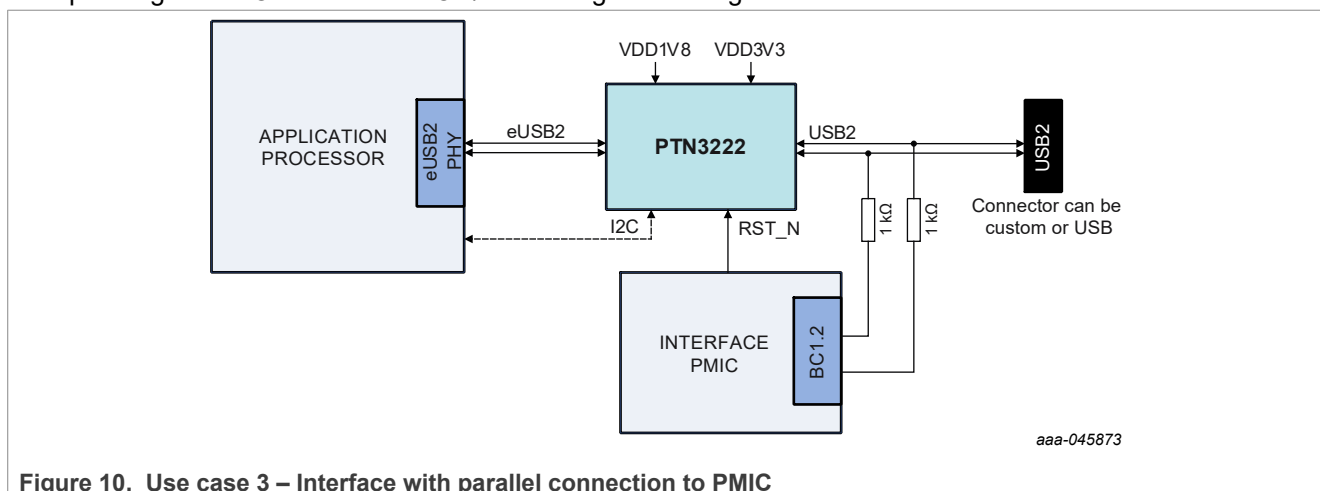 VDD1V8 VDD3V3
APPLICATION
PROCESSOR
eUSB2
PHY
eUSB2
PTN3222
USB2
USB2
I2C
RST_N
1 kΩ
1 kΩ
Connector can be
custom or USB
INTERFACE
PMIC
BC1.2
aaa-045873
Figure 10. Use case 3 – Interface with parallel connection to PMIC